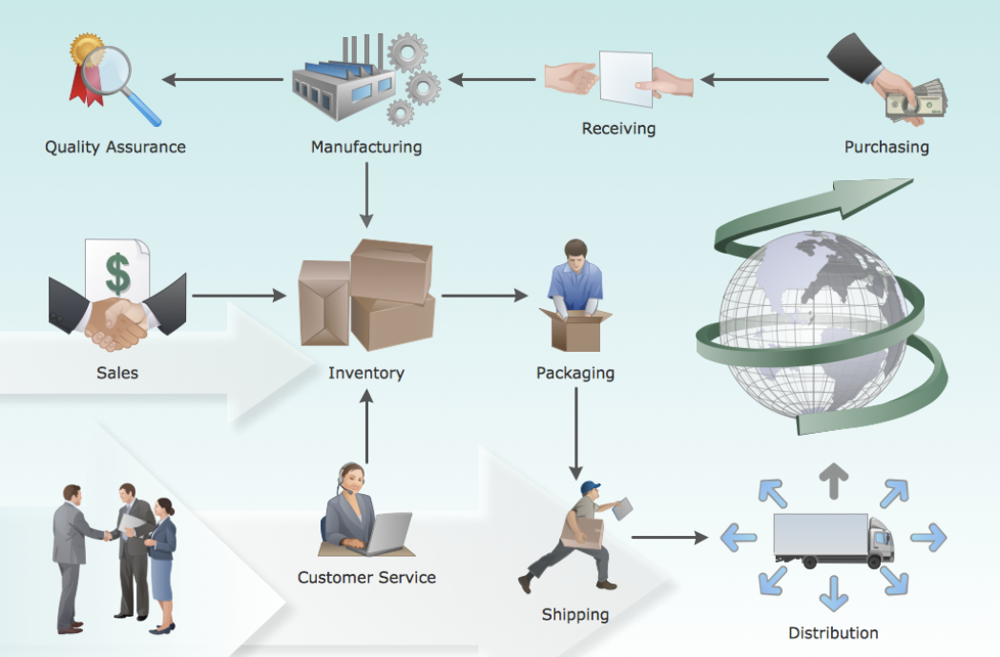 Quality Assurance
Manufacturing
Receiving
Purchasing
$
Sales
Inventory
Packaging
Customer Service
Shipping
Distribution